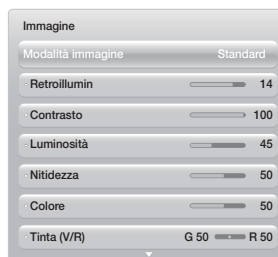 Immagine
Modalità immagine Standard
· Retroillumin 14
· Contrasto 100
· Luminosità 45
· Nitidezza 50
· Colore 50
· Tinta (V/R) G 50 R 50